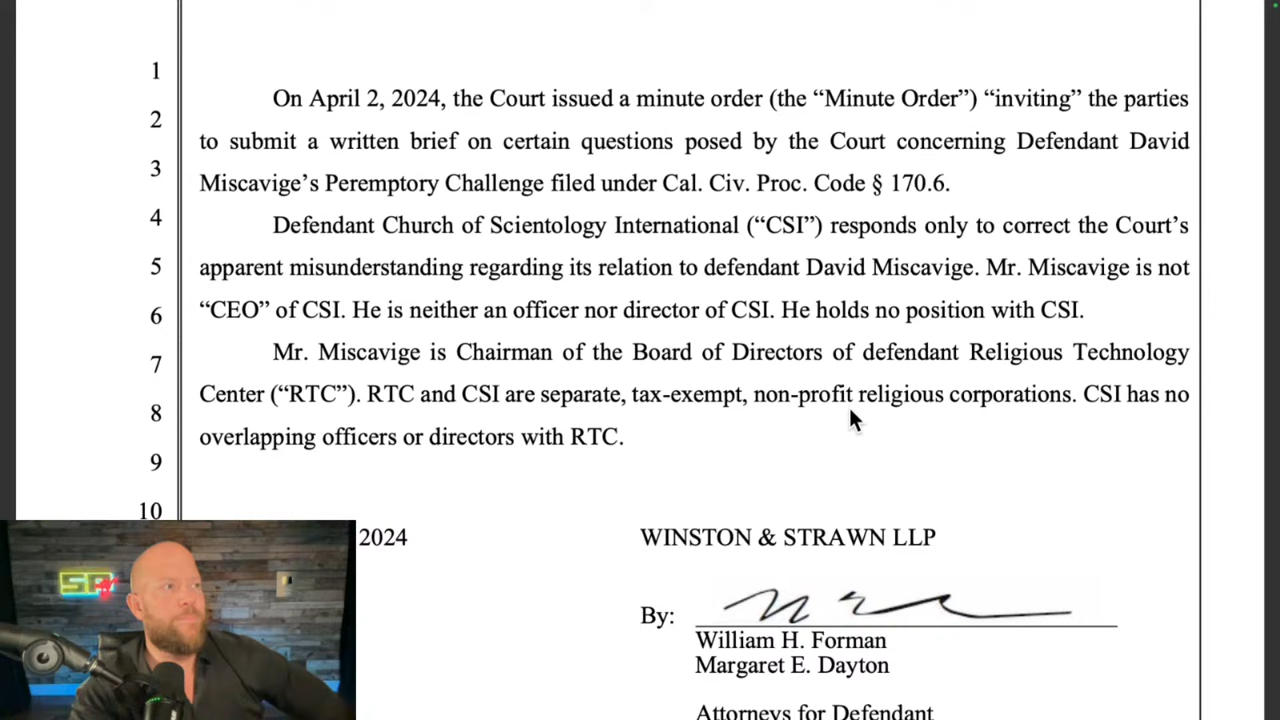 1
On April 2, 2024, the Court issued a minute order (the “Minute Order”) “inviting” the parties
2
to submit a written brief on certain questions posed by the Court concerning Defendant David
3
Miscavige’s Peremptory Challenge filed under Cal. Civ. Proc. Code § 170.6.
4
Defendant Church of Scientology International (“CSI”) responds only to correct the Court’s
5
apparent misunderstanding regarding its relation to defendant David Miscavige. Mr. Miscavige is not
6
“CEO” of CSI. He is neither an officer nor director of CSI. He holds no position with CSI.
7
Mr. Miscavige is Chairman of the Board of Directors of defendant Religious Technology
8
Center (“RTC”). RTC and CSI are separate, tax-exempt, non-profit religious corporations. CSI has no
overlapping officers or directors with RTC.
9
10
2024
WINSTON & STRAWN LLP
By:
William H. Forman
Margaret E. Dayton
Attorneys for Defendant
SP